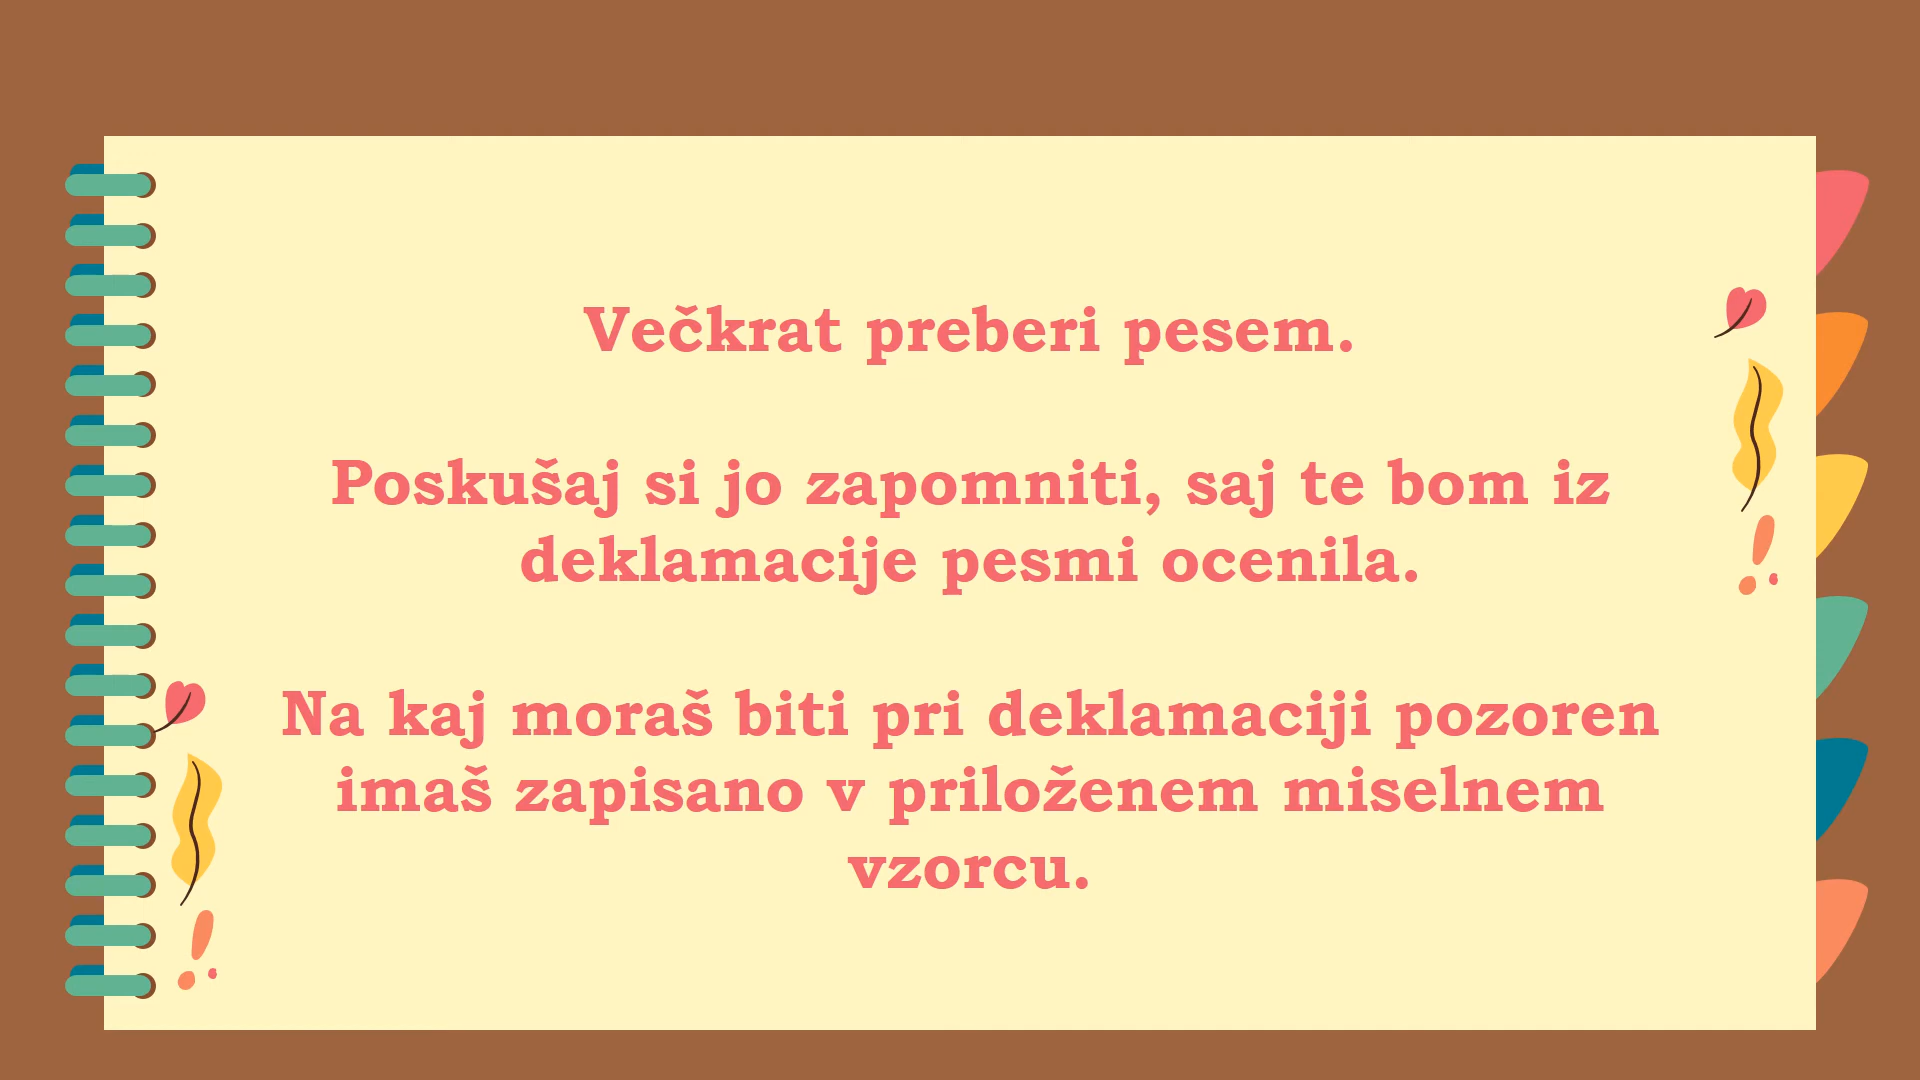 Večkrat preberi pesem.
Poskušaj si jo zapomniti, saj te bom iz
deklamacije pesmi ocenila.
Na kaj moraš biti pri deklamaciji pozoren
imaš zapisano v priloženem miselnem
vzorcu.